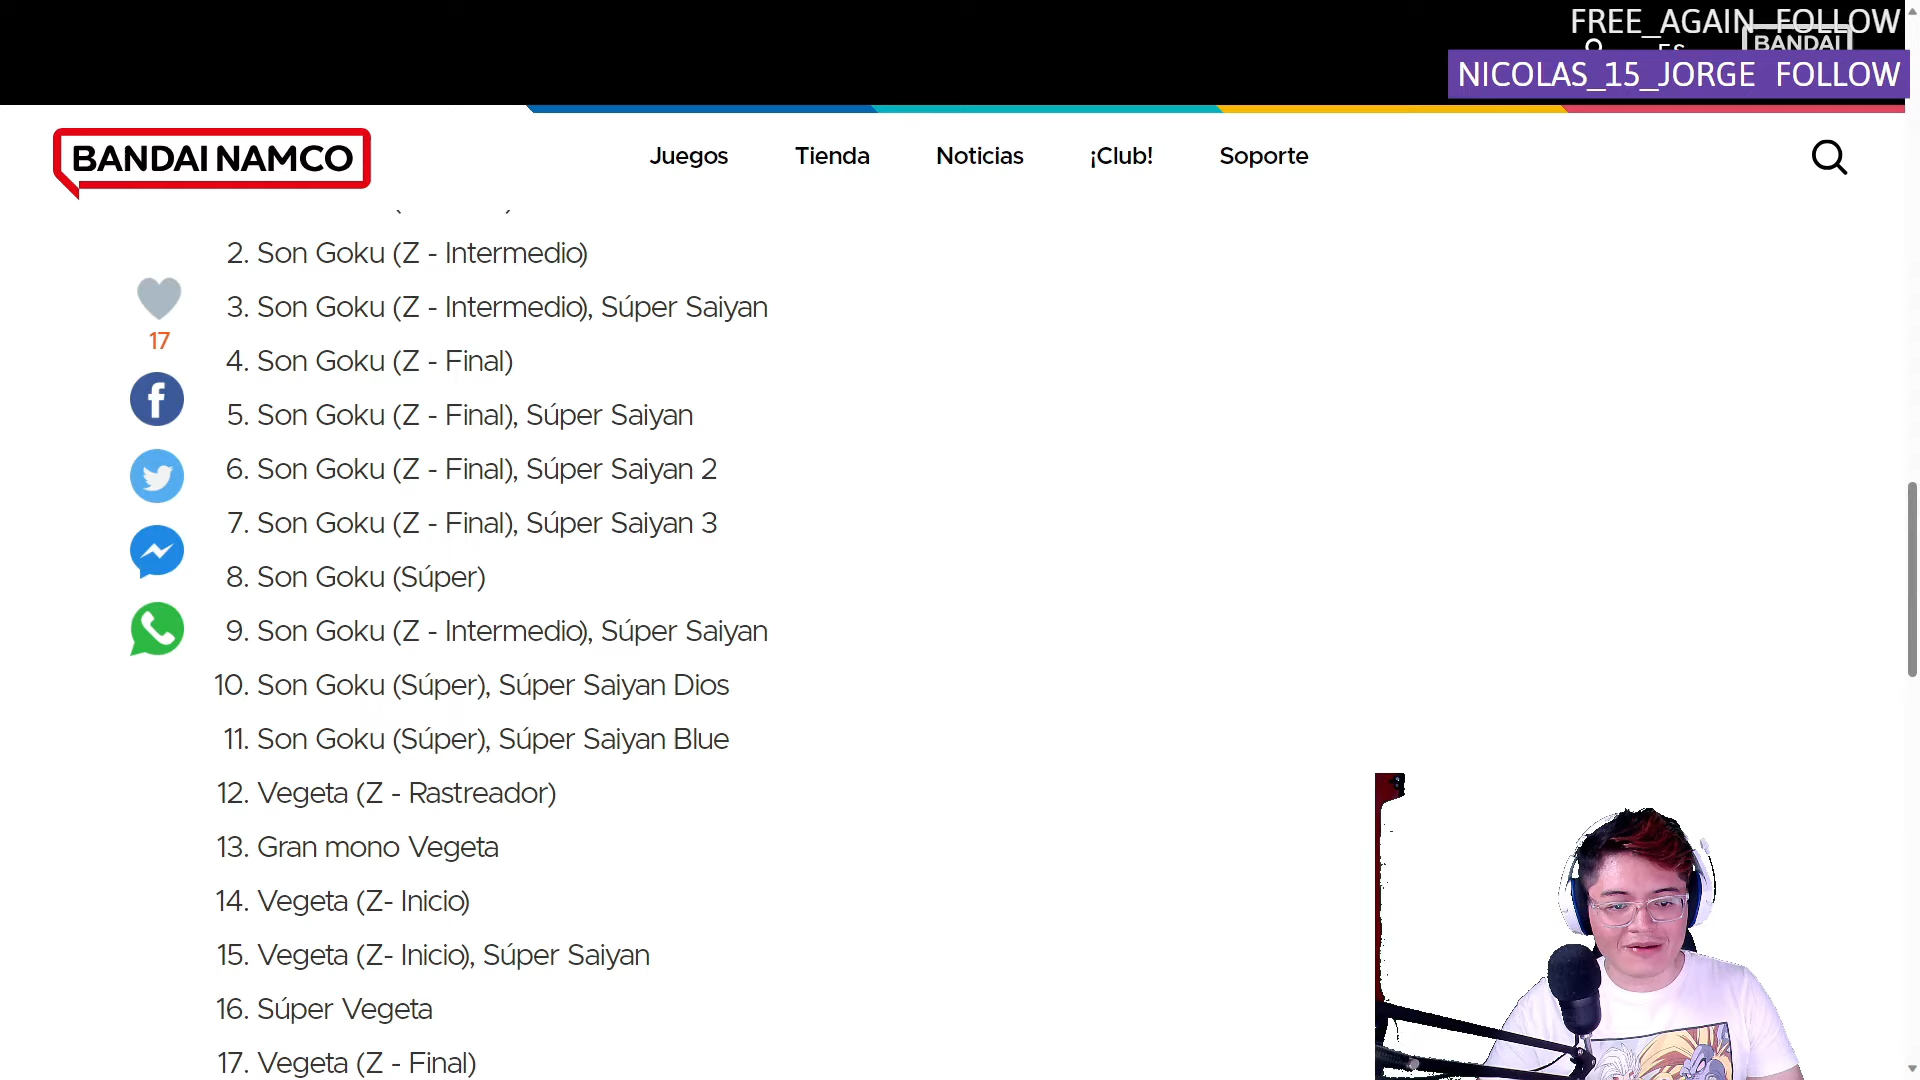 FREE_AGAIN FOLLOW
ES
BANDAI
NICOLAS_15_JORGE FOLLOW
BANDAI NAMCO
Juegos
Tienda
Noticias
¡Club!
Soporte
2. Son Goku (Z - Intermedio)
3. Son Goku (Z - Intermedio), Súper Saiyan
17
4. Son Goku (Z - Final)
5. Son Goku (Z - Final), Súper Saiyan
6. Son Goku (Z - Final), Súper Saiyan 2
7. Son Goku (Z - Final), Súper Saiyan 3
8. Son Goku (Súper)
9. Son Goku (Z - Intermedio), Súper Saiyan
10. Son Goku (Súper), Súper Saiyan Dios
11. Son Goku (Súper), Súper Saiyan Blue
12. Vegeta (Z - Rastreador)
13. Gran mono Vegeta
14. Vegeta (Z- Inicio)
15. Vegeta (Z- Inicio), Súper Saiyan
16. Súper Vegeta
17. Vegeta (Z - Final)